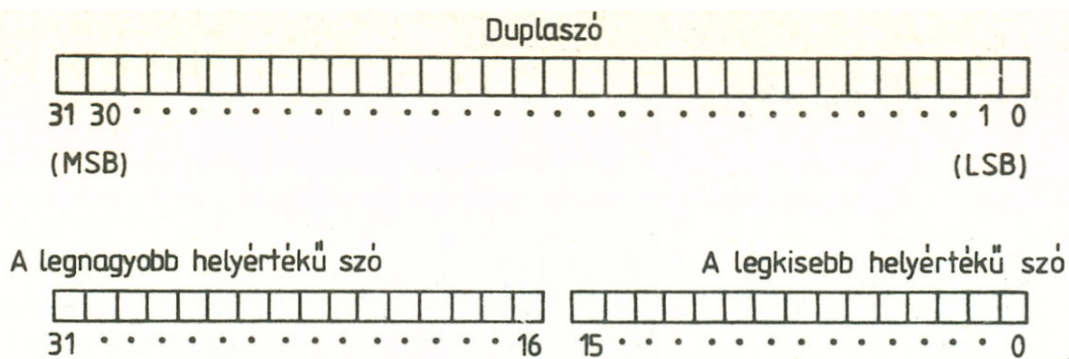 Duplaszó
31 30 · · · · · · · · · · · · · · · · · · · · · · · · · · · · 1 0
(MSB) (LSB)
A legnagyobb helyértékű szó A legkisebb helyértékű szó
31 · · · · · · · · · · · · · · 16 15 · · · · · · · · · · · · · · 0